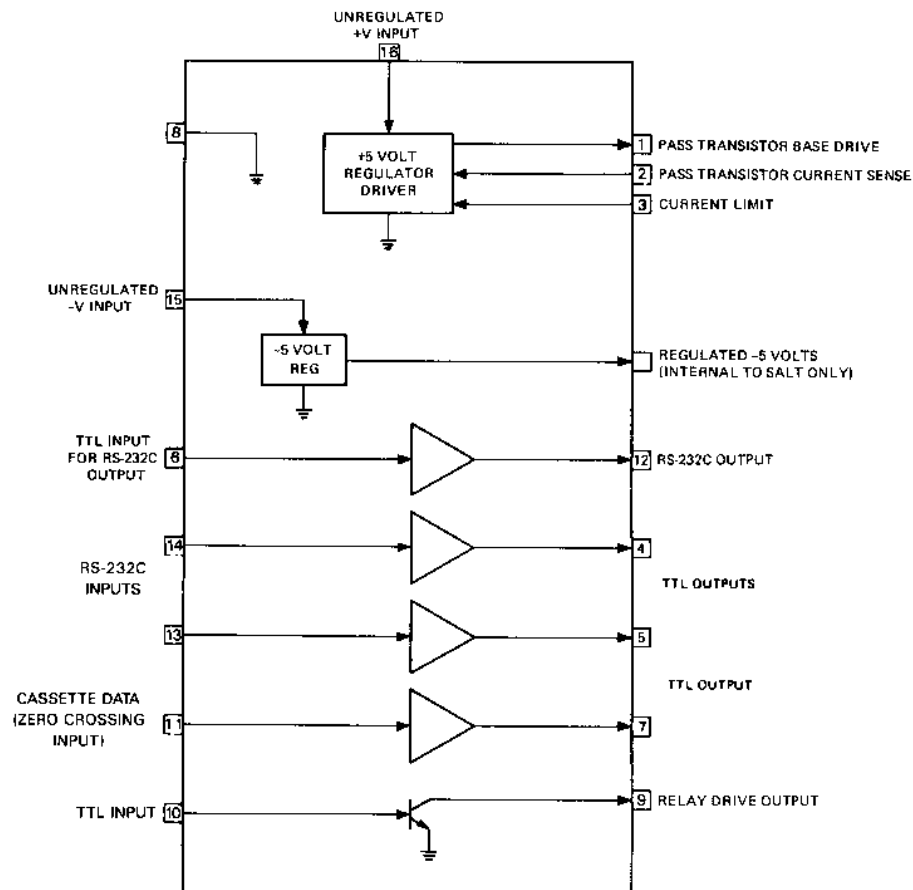 UNREGULATED
+V INPUT
16
8
+5 VOLT
REGULATOR
DRIVER
1 PASS TRANSISTOR BASE DRIVE
2 PASS TRANSISTOR CURRENT SENSE
3 CURRENT LIMIT
UNREGULATED
-V INPUT
15
-5 VOLT
REG
REGULATED -5 VOLTS
(INTERNAL TO SALT ONLY)
TTL INPUT
FOR RS-232C
OUTPUT
6
12 RS-232C OUTPUT
14
4
RS-232C
INPUTS
TTL OUTPUTS
13
5
TTL OUTPUT
CASSETTE DATA
(ZERO CROSSING
INPUT)
11
7
TTL INPUT 10
9 RELAY DRIVE OUTPUT